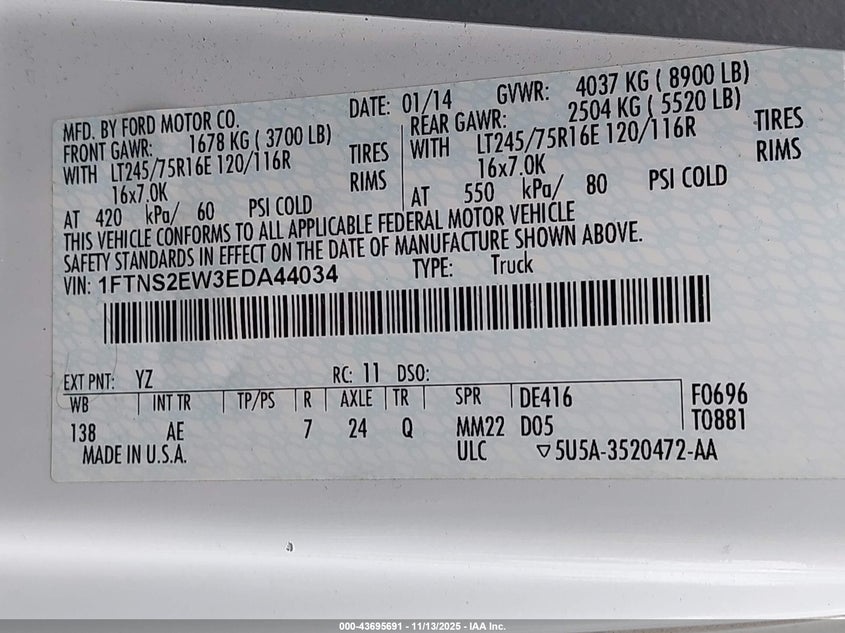 MFD. BY FORD MOTOR CO. DATE: 01/14 GVWR: 4037 KG ( 8900 LB)
FRONT GAWR: 1678 KG ( 3700 LB) REAR GAWR: 2504 KG ( 5520 LB)
WITH LT245/75R16E 120/116R TIRES WITH LT245/75R16E 120/116R TIRES
16x7.0K RIMS 16x7.0K RIMS
AT 420 kPa/ 60 PSI COLD AT 550 kPa/ 80 PSI COLD
THIS VEHICLE CONFORMS TO ALL APPLICABLE FEDERAL MOTOR VEHICLE
SAFETY STANDARDS IN EFFECT ON THE DATE OF MANUFACTURE SHOWN ABOVE.
VIN: 1FTNS2EW3EDA44034 TYPE: Truck
EXT PNT: YZ RC: 11 DSO:
WB INT TR TP/PS R AXLE TR SPR DE416 F0696
138 AE 7 24 Q MM22 D05 T0881
MADE IN U.S.A. ULC ▽5U5A-3520472-AA
000-43695691 - 11/13/2025 - IAA Inc.